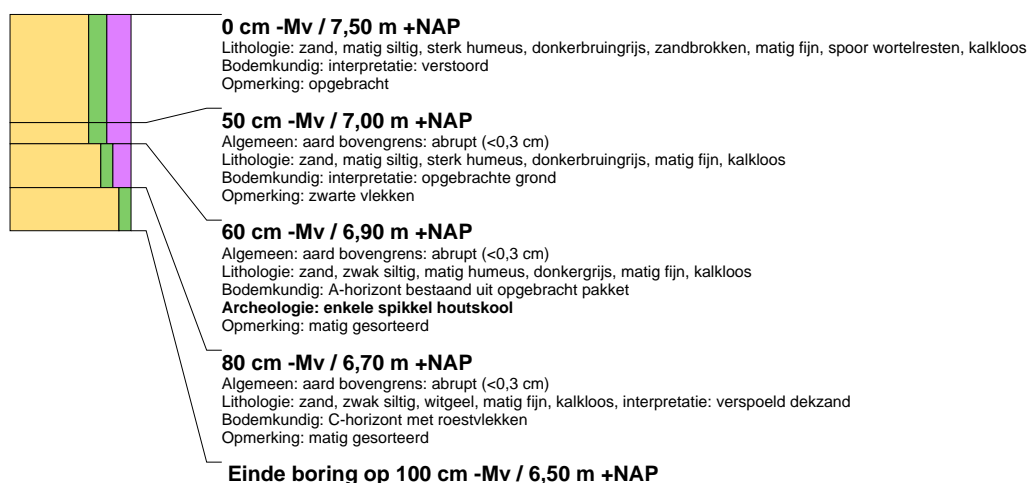 0 cm -Mv / 7,50 m +NAP
Lithologie: zand, matig siltig, sterk humeus, donkerbruingrijs, zandbrokken, matig fijn, spoor wortelresten, kalkloos
Bodemkundig: interpretatie: verstoord
Opmerking: opgebracht
50 cm -Mv / 7,00 m +NAP
Algemeen: aard bovengrens: abrupt (<0,3 cm)
Lithologie: zand, matig siltig, sterk humeus, donkerbruingrijs, matig fijn, kalkloos
Bodemkundig: interpretatie: opgebrachte grond
Opmerking: zwarte vlekken
60 cm -Mv / 6,90 m +NAP
Algemeen: aard bovengrens: abrupt (<0,3 cm)
Lithologie: zand, zwak siltig, matig humeus, donkergrijs, matig fijn, kalkloos
Bodemkundig: A-horizont bestaand uit opgebracht pakket
Archeologie: enkele spikkel houtskool
Opmerking: matig gesorteerd
80 cm -Mv / 6,70 m +NAP
Algemeen: aard bovengrens: abrupt (<0,3 cm)
Lithologie: zand, zwak siltig, witgeel, matig fijn, kalkloos, interpretatie: verspoeld dekzand
Bodemkundig: C-horizont met roestvlekken
Opmerking: matig gesorteerd
Einde boring op 100 cm -Mv / 6,50 m +NAP